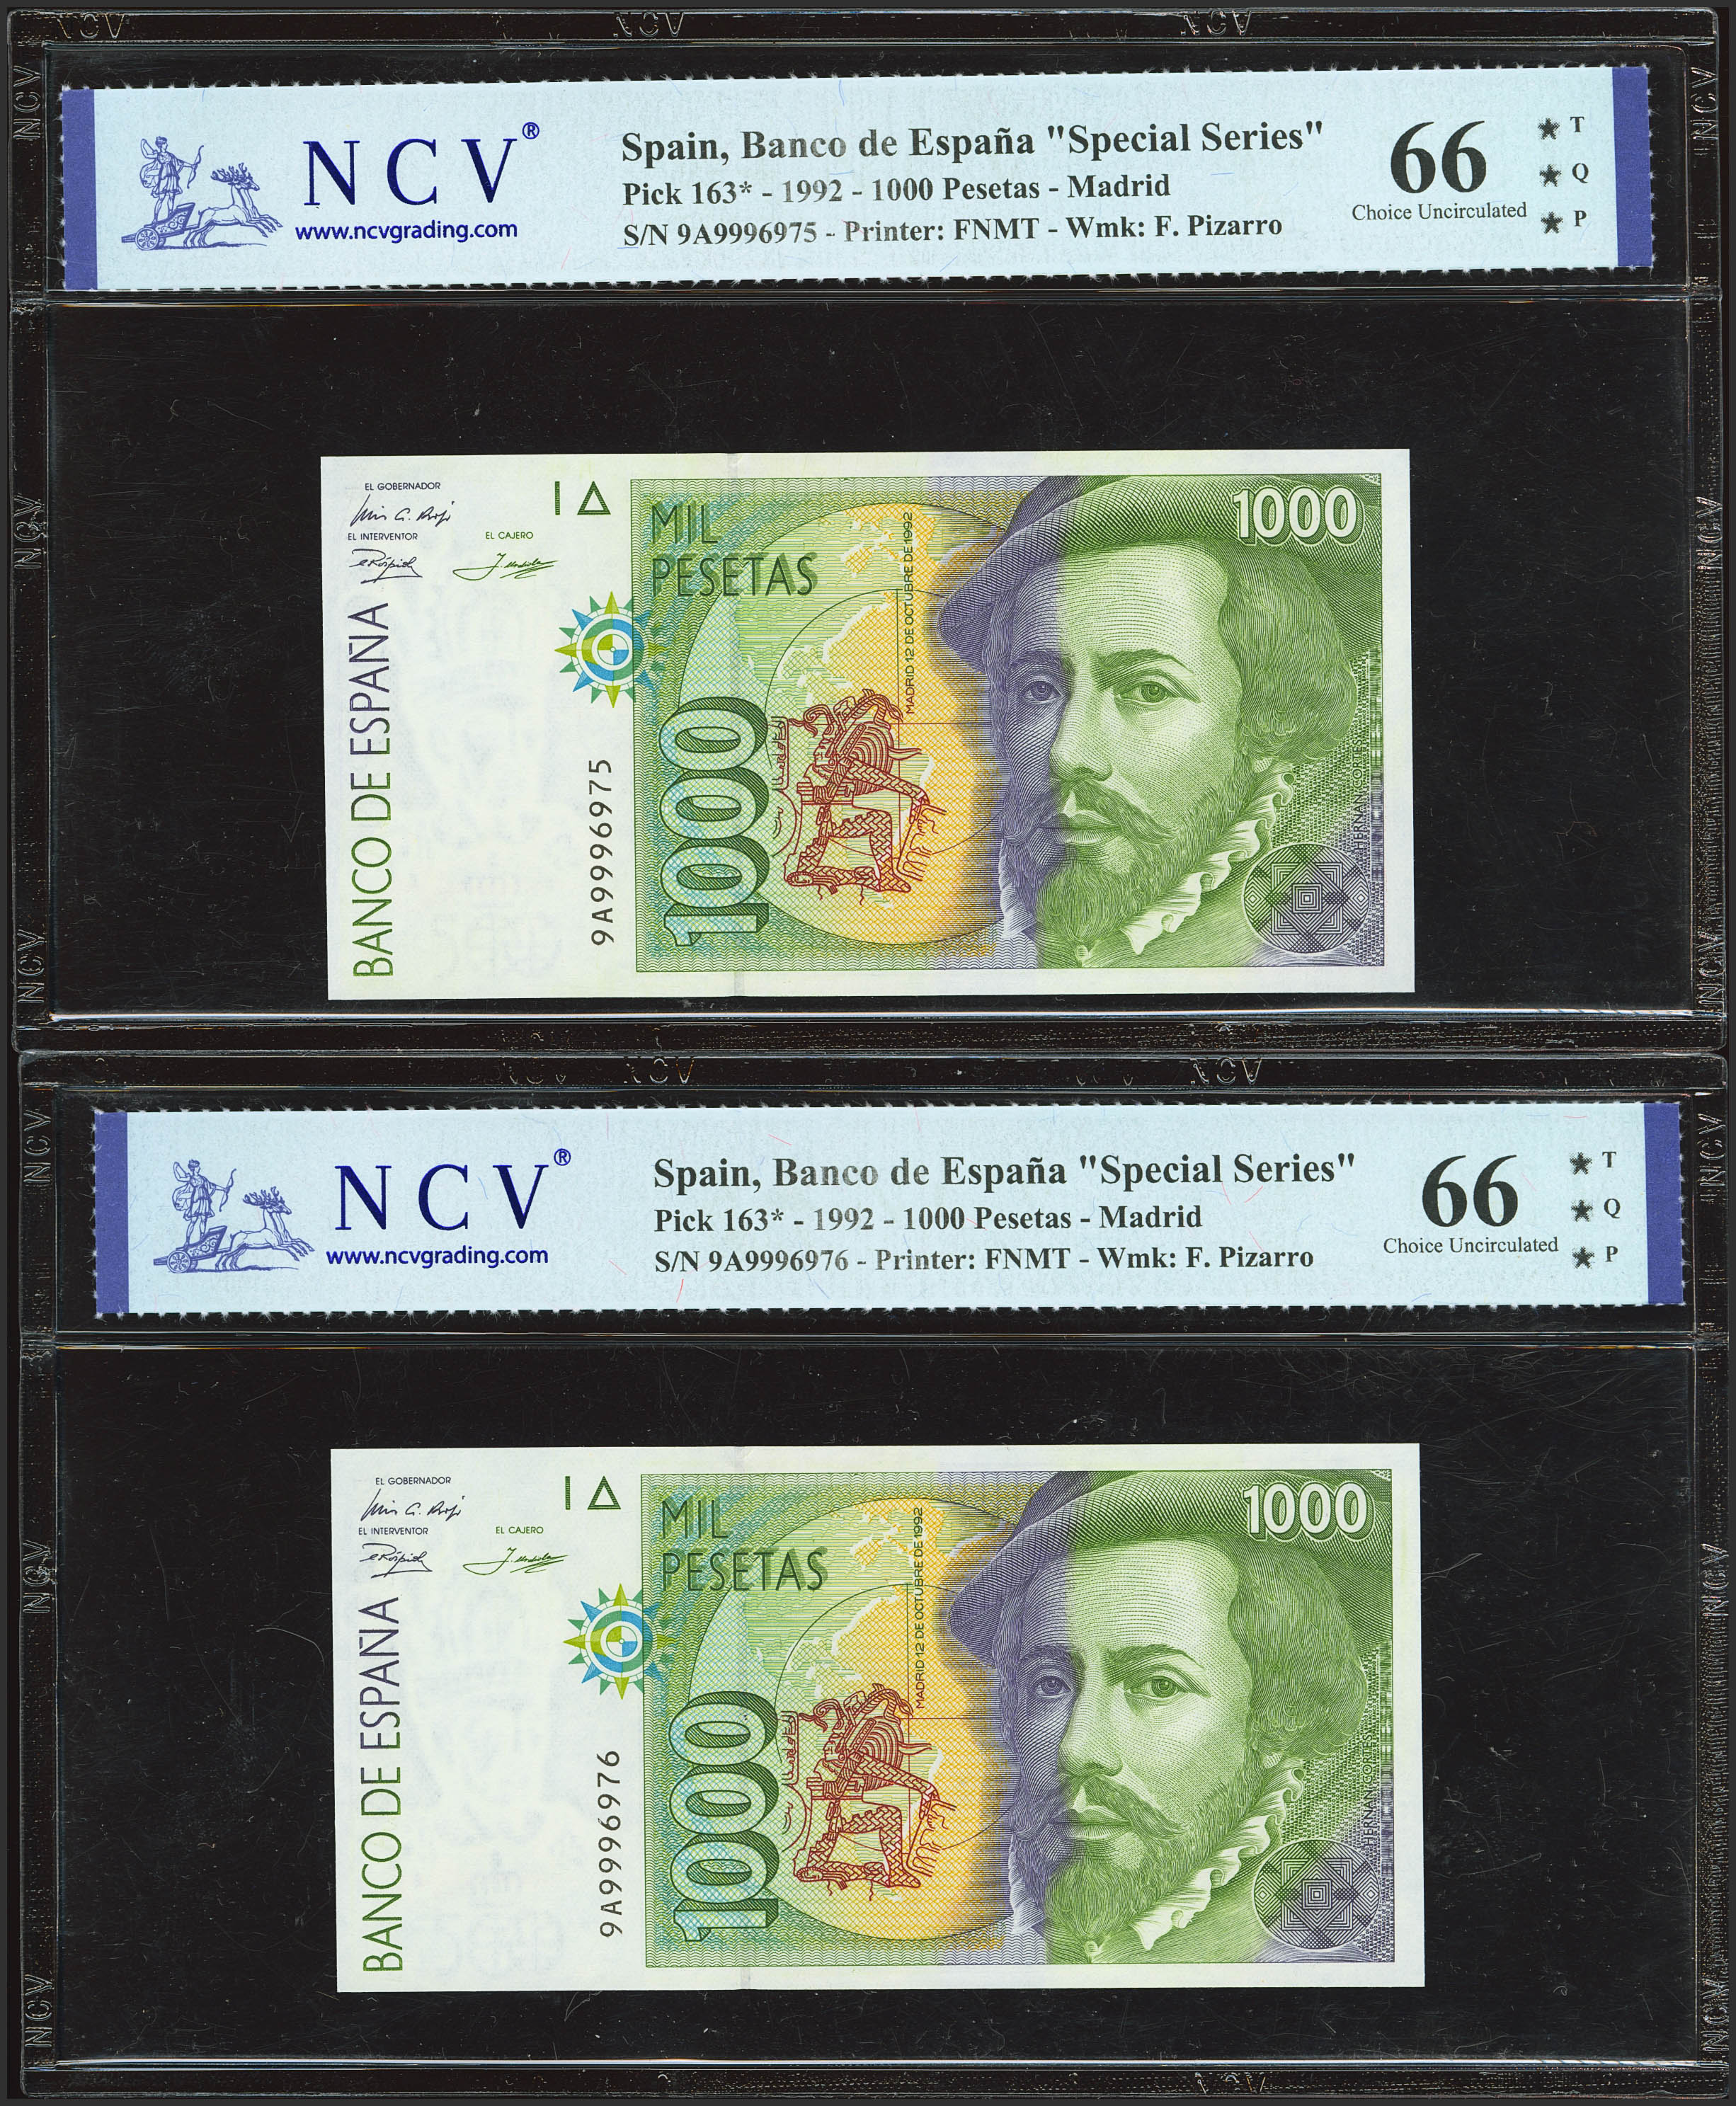 NCV®
www.ncvgrading.com
Spain, Banco de España "Special Series"
Pick 163* - 1992 - 1000 Pesetas - Madrid
S/N 9A9996975 - Printer: FNMT - Wmk: F. Pizarro
66
Choice Uncirculated
★ T
★ Q
★ P
EL GOBERNADOR
EL INTERVENTOR
EL CAJERO
BANCO DE ESPAÑA
9A9996975
MIL
PESETAS
1000
MADRID 12 DE OCTUBRE DE 1992
1000
HERNAN CORTES
NCV®
www.ncvgrading.com
Spain, Banco de España "Special Series"
Pick 163* - 1992 - 1000 Pesetas - Madrid
S/N 9A9996976 - Printer: FNMT - Wmk: F. Pizarro
66
Choice Uncirculated
★ T
★ Q
★ P
EL GOBERNADOR
EL INTERVENTOR
EL CAJERO
BANCO DE ESPAÑA
9A9996976
MIL
PESETAS
1000
MADRID 12 DE OCTUBRE DE 1992
1000
HERNAN CORTES